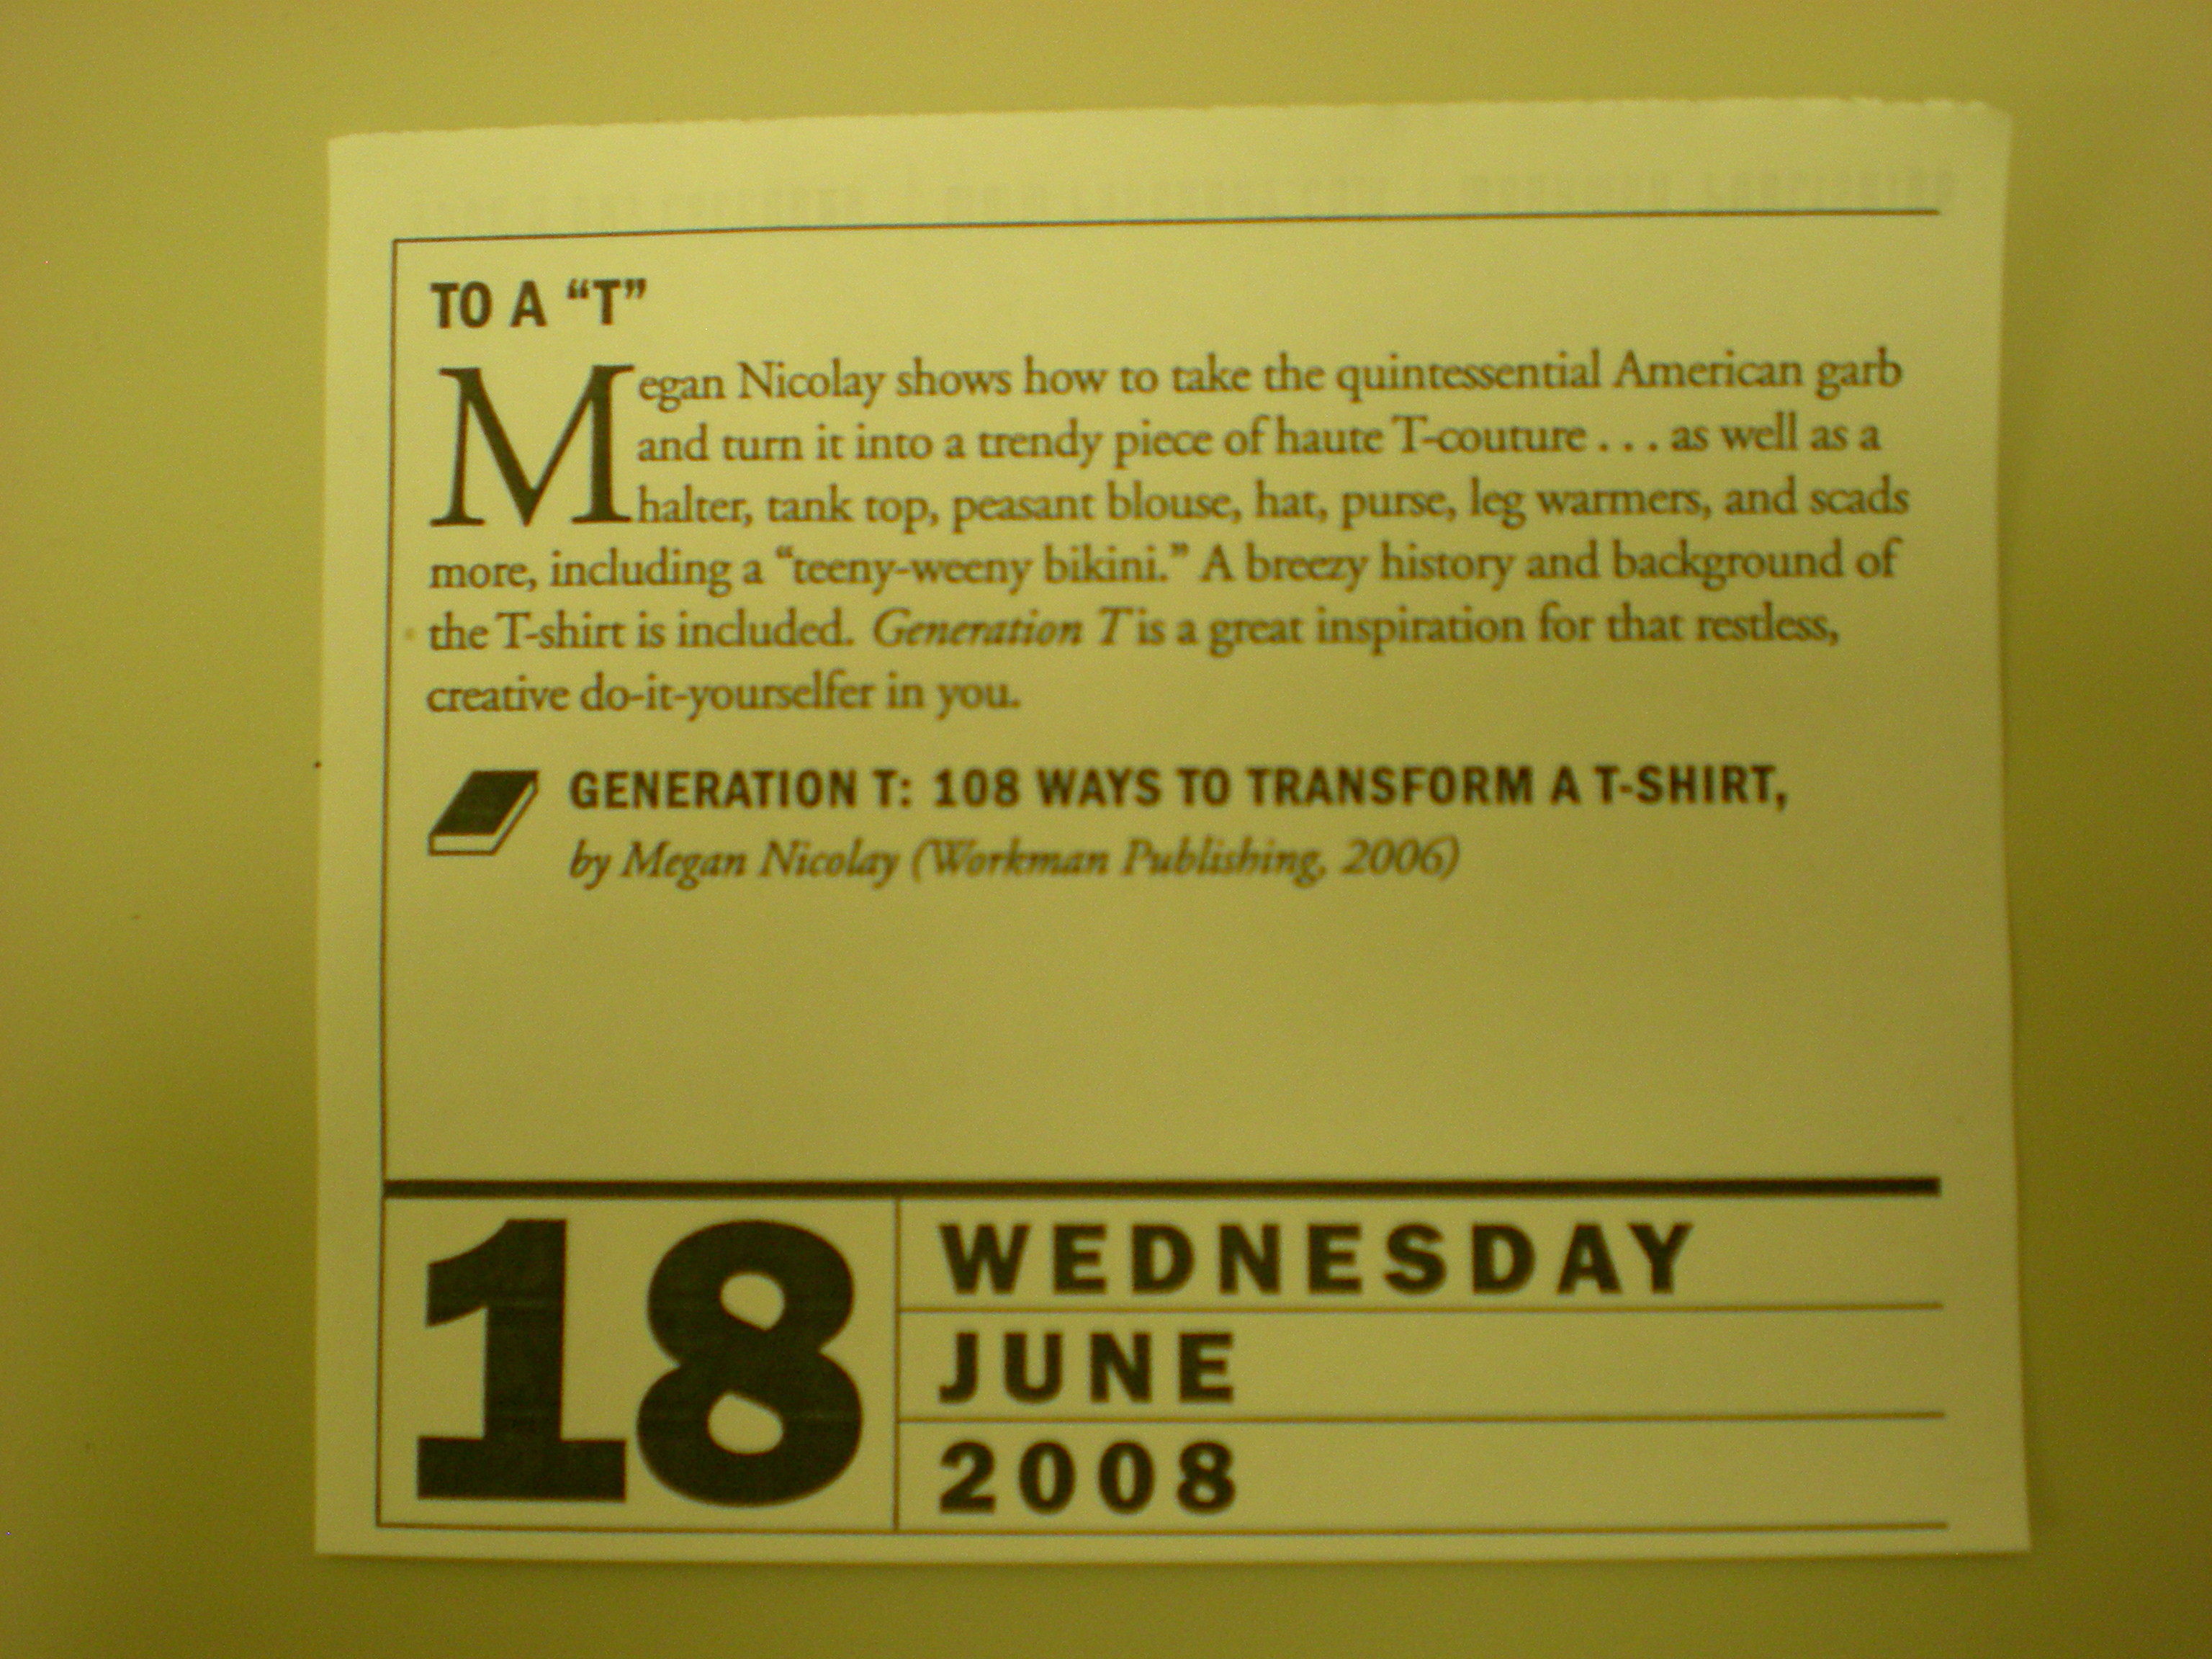 TO A “T”
Megan Nicolay shows how to take the quintessential American garb
and turn it into a trendy piece of haute T-couture . . . as well as a
halter, tank top, peasant blouse, hat, purse, leg warmers, and scads
more, including a “teeny-weeny bikini.” A breezy history and background of
the T-shirt is included. Generation T is a great inspiration for that restless,
creative do-it-yourselfer in you.
GENERATION T: 108 WAYS TO TRANSFORM A T-SHIRT,
by Megan Nicolay (Workman Publishing, 2006)
18
WEDNESDAY
JUNE
2008